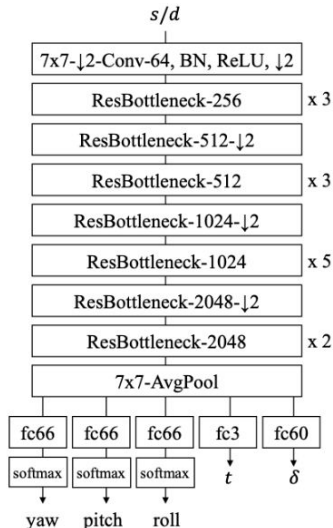 s/d
7x7-↓2-Conv-64, BN, ReLU, ↓2
ResBottleneck-256 x 3
ResBottleneck-512-↓2
ResBottleneck-512 x 3
ResBottleneck-1024-↓2
ResBottleneck-1024 x 5
ResBottleneck-2048-↓2
ResBottleneck-2048 x 2
7x7-AvgPool
fc66 fc66 fc66 fc3 fc60
softmax softmax softmax t δ
yaw pitch roll